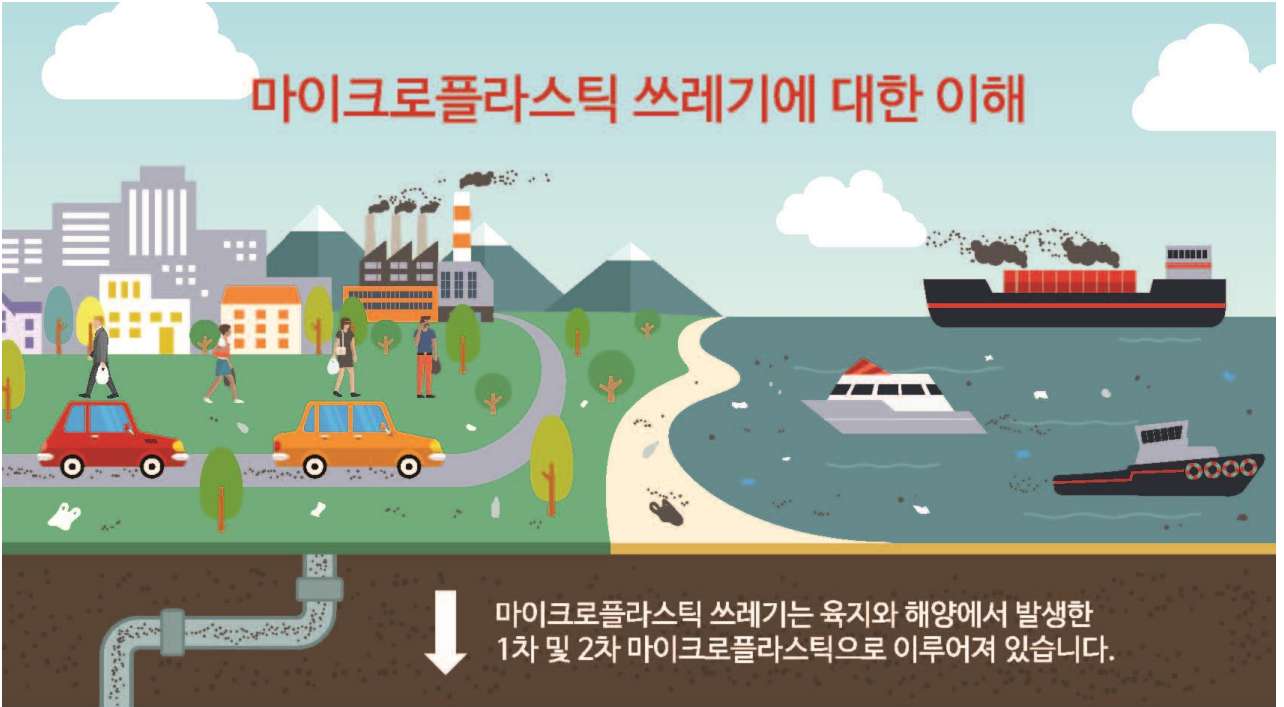 마이크로플라스틱 쓰레기에 대한 이해
마이크로플라스틱 쓰레기는 육지와 해양에서 발생한
1차 및 2차 마이크로플라스틱으로 이루어져 있습니다.